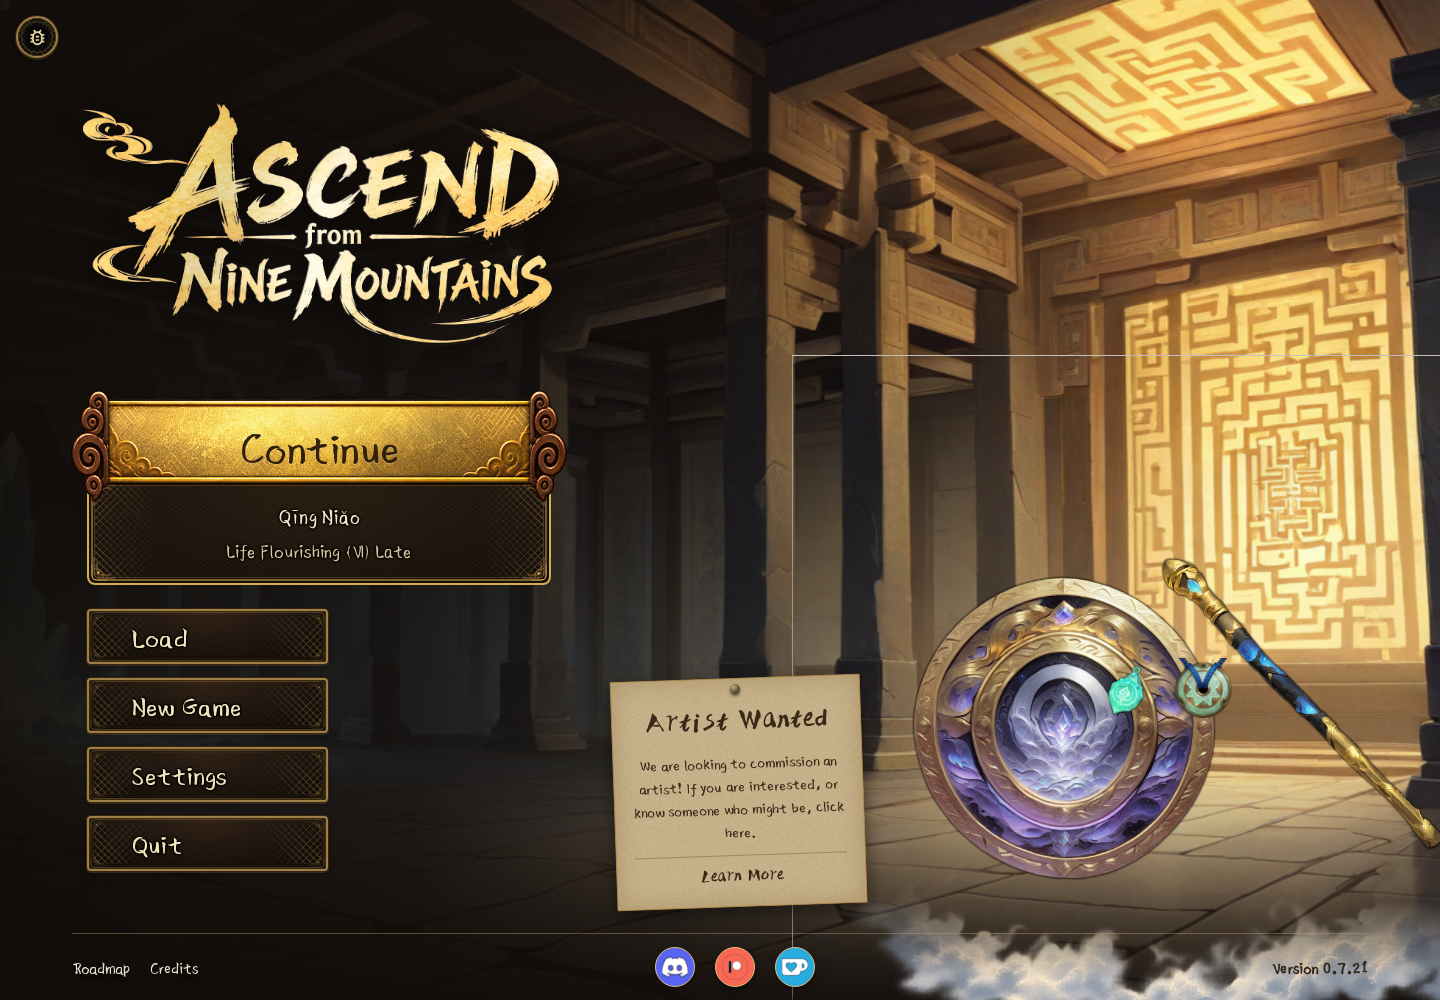 ASCEND
from
NINE MOUNTAINS
Continue
Qīng Niǎo
Life Flourishing (VI) Late
Load
New Game
Settings
Quit
Artist Wanted
We are looking to commission an
artist! If you are interested, or
know someone who might be, click
here.
Learn More
Roadmap
Credits
Version 0.7.21